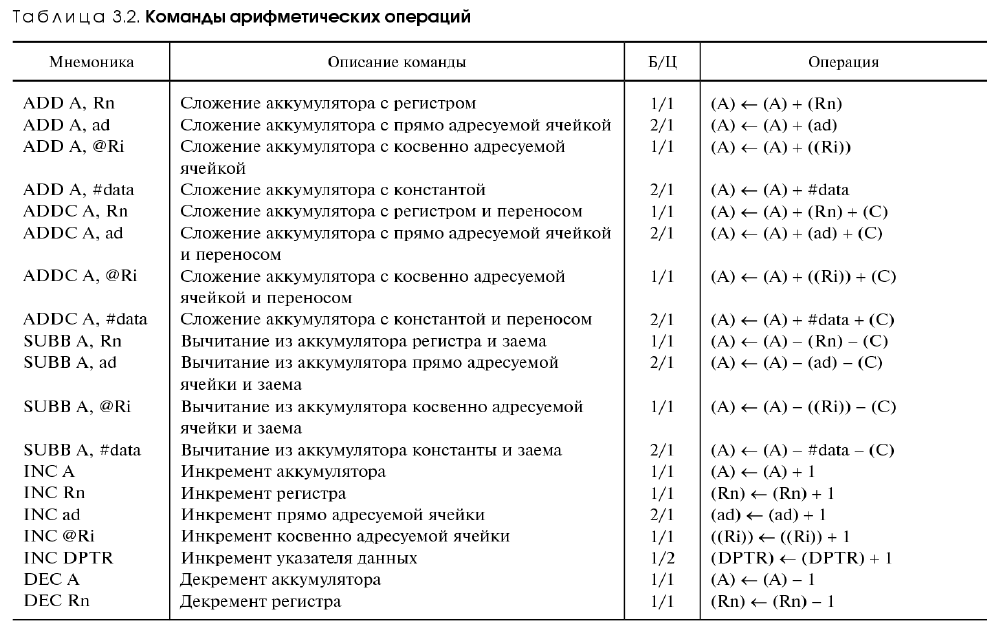 Таблица 3.2. Команды арифметических операций
Мнемоника Описание команды Б/Ц Операция
ADD A, Rn Сложение аккумулятора с регистром 1/1 (A) ← (A) + (Rn)
ADD A, ad Сложение аккумулятора с прямо адресуемой ячейкой 2/1 (A) ← (A) + (ad)
ADD A, @Ri Сложение аккумулятора с косвенно адресуемой 1/1 (A) ← (A) + ((Ri))
ячейкой
ADD A, #data Сложение аккумулятора с константой 2/1 (A) ← (A) + #data
ADDC A, Rn Сложение аккумулятора с регистром и переносом 1/1 (A) ← (A) + (Rn) + (C)
ADDC A, ad Сложение аккумулятора с прямо адресуемой ячейкой 2/1 (A) ← (A) + (ad) + (C)
и переносом
ADDC A, @Ri Сложение аккумулятора с косвенно адресуемой 1/1 (A) ← (A) + ((Ri)) + (C)
ячейкой и переносом
ADDC A, #data Сложение аккумулятора с константой и переносом 2/1 (A) ← (A) + #data + (C)
SUBB A, Rn Вычитание из аккумулятора регистра и заема 1/1 (A) ← (A) – (Rn) – (C)
SUBB A, ad Вычитание из аккумулятора прямо адресуемой 2/1 (A) ← (A) – (ad) – (C)
ячейки и заема
SUBB A, @Ri Вычитание из аккумулятора косвенно адресуемой 1/1 (A) ← (A) – ((Ri)) – (C)
ячейки и заема
SUBB A, #data Вычитание из аккумулятора константы и заема 2/1 (A) ← (A) – #data – (C)
INC A Инкремент аккумулятора 1/1 (A) ← (A) + 1
INC Rn Инкремент регистра 1/1 (Rn) ← (Rn) + 1
INC ad Инкремент прямо адресуемой ячейки 2/1 (ad) ← (ad) + 1
INC @Ri Инкремент косвенно адресуемой ячейки 1/1 ((Ri)) ← ((Ri)) + 1
INC DPTR Инкремент указателя данных 1/2 (DPTR) ← (DPTR) + 1
DEC A Декремент аккумулятора 1/1 (A) ← (A) – 1
DEC Rn Декремент регистра 1/1 (Rn) ← (Rn) – 1